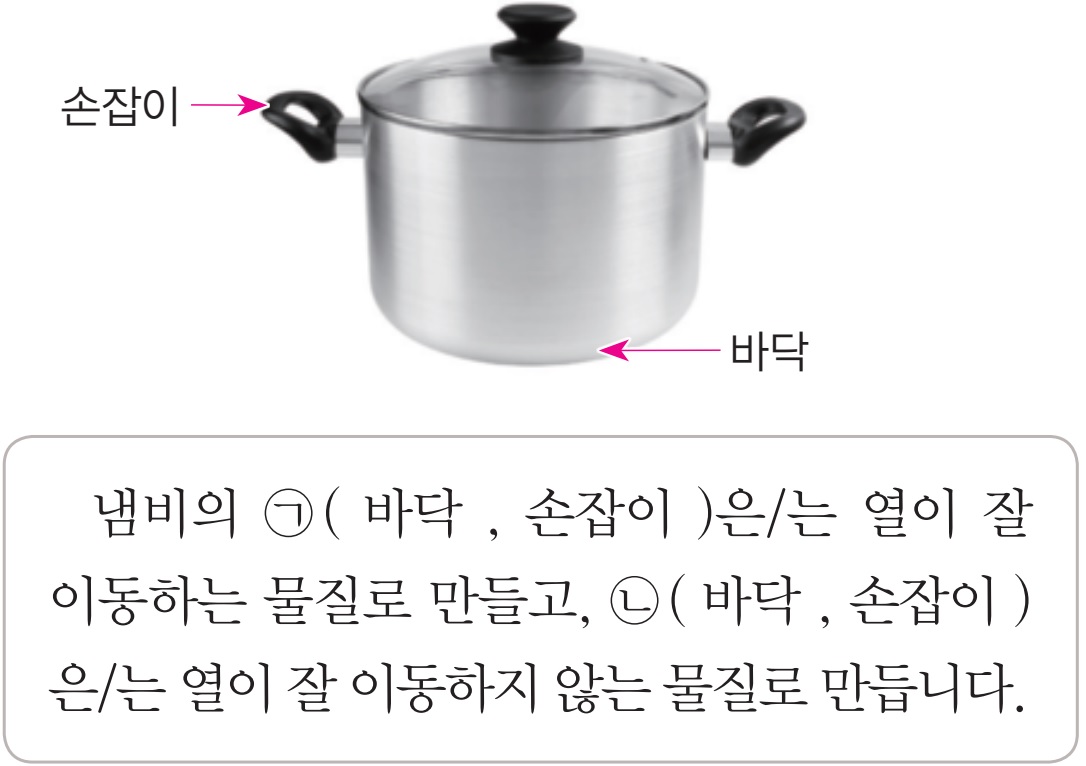 손잡이
바닥
냄비의 ㉠( 바닥 , 손잡이 )은/는 열이 잘
이동하는 물질로 만들고, ㉡( 바닥 , 손잡이 )
은/는 열이 잘 이동하지 않는 물질로 만듭니다.